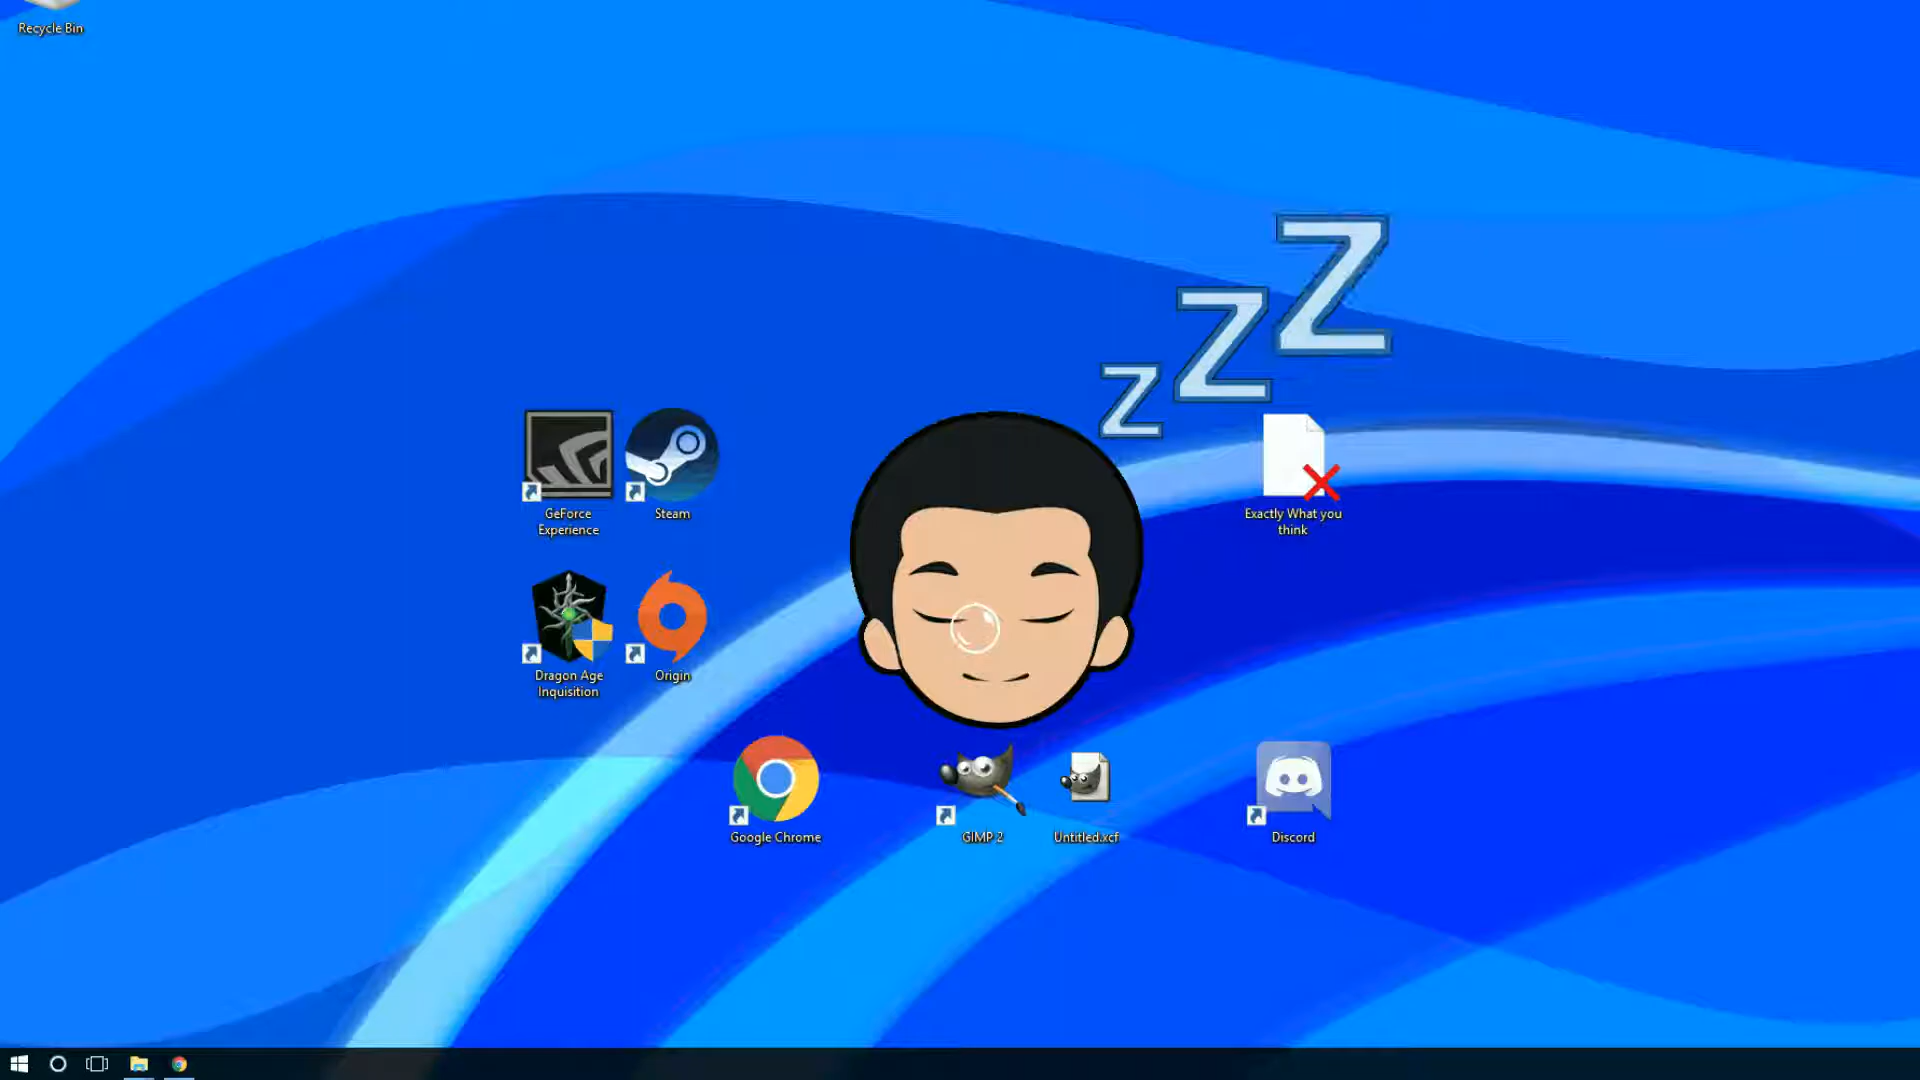 Recycle Bin
Z
Z
z
GeForce
Experience
Steam
Exactly What you
think
Dragon Age
Inquisition
Origin
Google Chrome
GIMP 2
Untitled.xcf
Discord